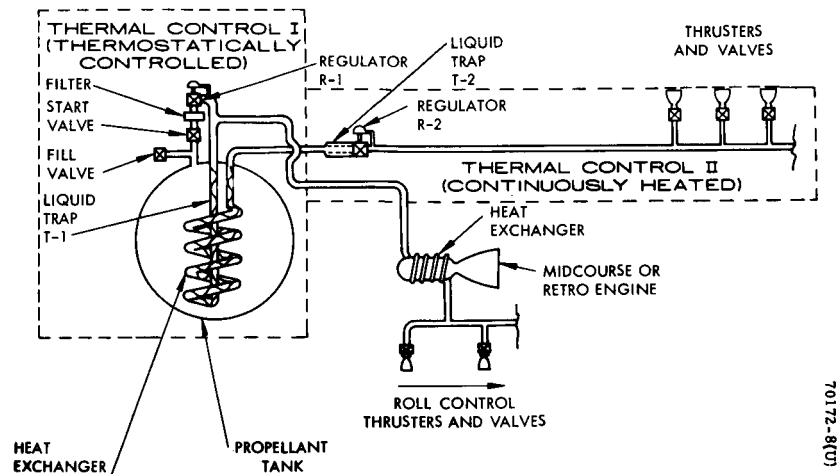 THERMAL CONTROL I
(THERMOSTATICALLY
CONTROLLED)
FILTER
START
VALVE
FILL
VALVE
LIQUID
TRAP
T-1
REGULATOR
R-1
LIQUID
TRAP
T-2
REGULATOR
R-2
THRUSTERS
AND VALVES
THERMAL CONTROL II
(CONTINUOUSLY HEATED)
HEAT
EXCHANGER
MIDCOURSE OR
RETRO ENGINE
ROLL CONTROL
THRUSTERS AND VALVES
HEAT
EXCHANGER
PROPELLANT
TANK
70172-8(U)